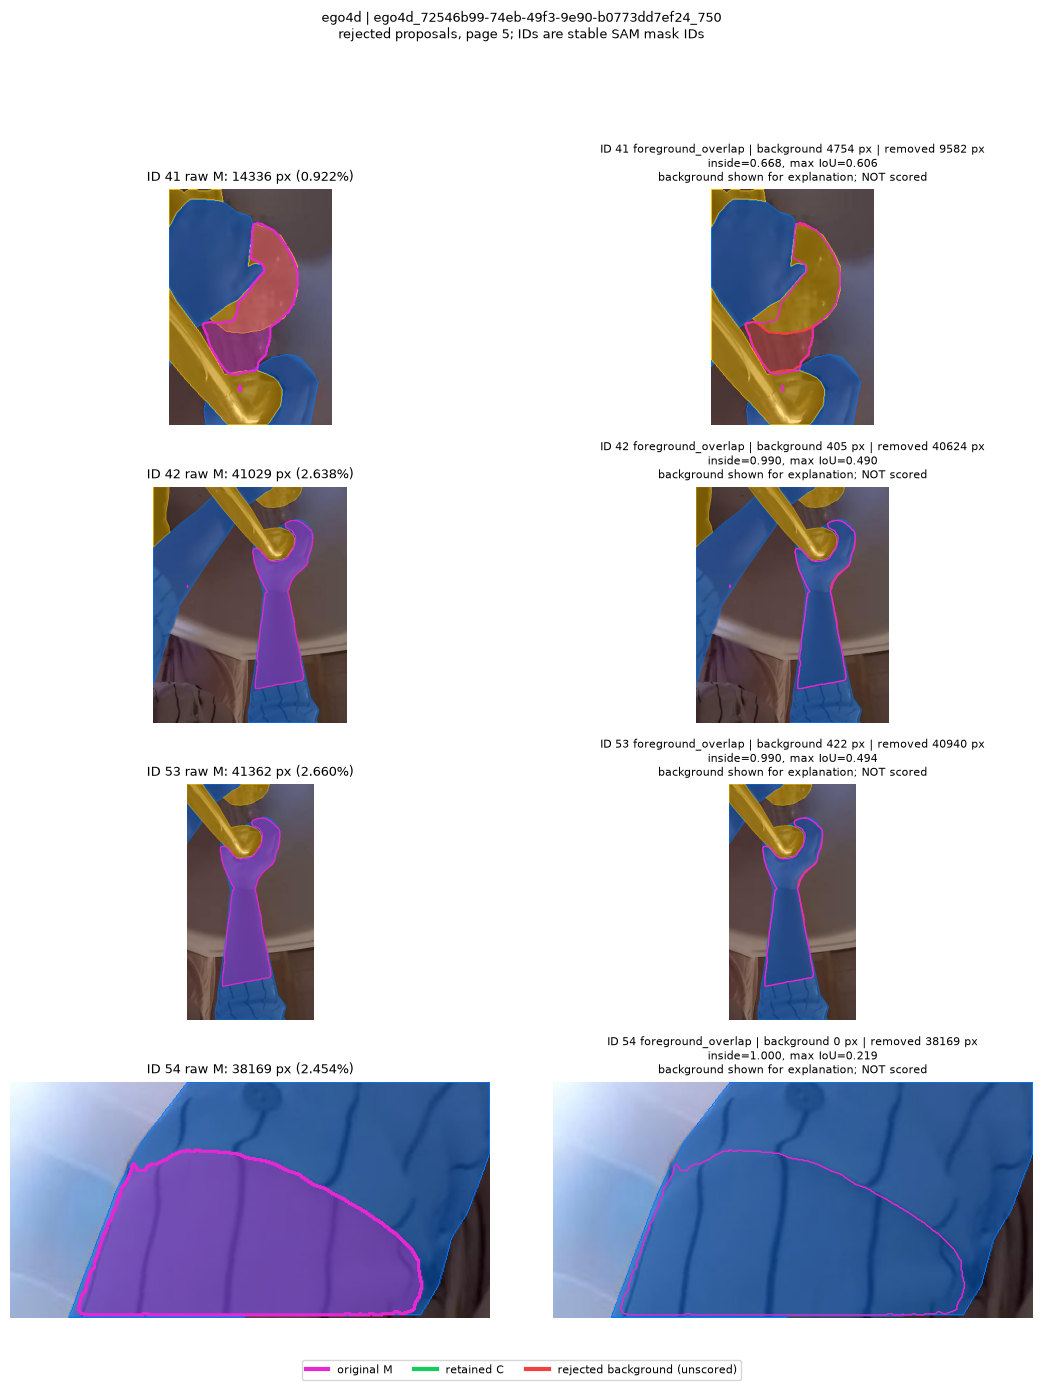 ego4d | ego4d_72546b99-74eb-49f3-9e90-b0773dd7ef24_750
rejected proposals, page 5; IDs are stable SAM mask IDs
ID 41 raw M: 14336 px (0.922%)
ID 41 foreground_overlap | background 4754 px | removed 9582 px
inside=0.668, max IoU=0.606
background shown for explanation; NOT scored
ID 42 raw M: 41029 px (2.638%)
ID 42 foreground_overlap | background 405 px | removed 40624 px
inside=0.990, max IoU=0.490
background shown for explanation; NOT scored
ID 53 raw M: 41362 px (2.660%)
ID 53 foreground_overlap | background 422 px | removed 40940 px
inside=0.990, max IoU=0.494
background shown for explanation; NOT scored
ID 54 raw M: 38169 px (2.454%)
ID 54 foreground_overlap | background 0 px | removed 38169 px
inside=1.000, max IoU=0.219
background shown for explanation; NOT scored
original M
retained C
rejected background (unscored)